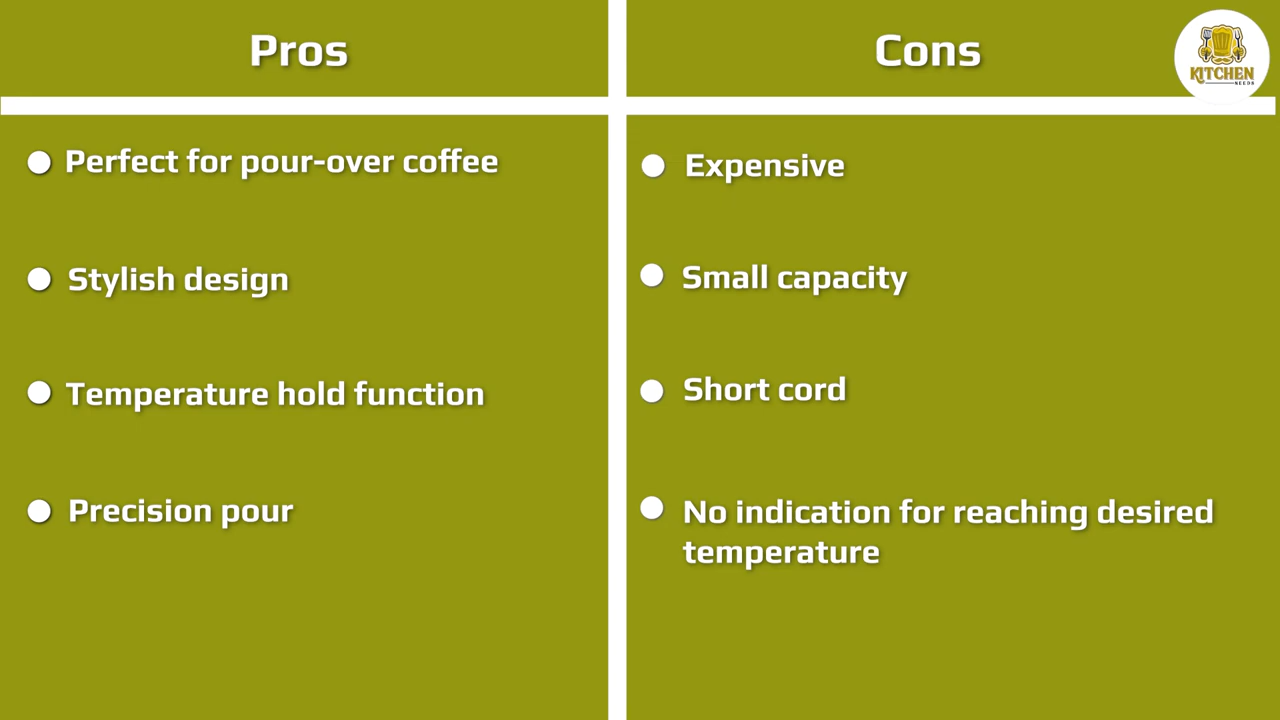 Pros
Cons
KITCHEN
NEEDS
Perfect for pour-over coffee
Stylish design
Temperature hold function
Precision pour
Expensive
Small capacity
Short cord
No indication for reaching desired
temperature